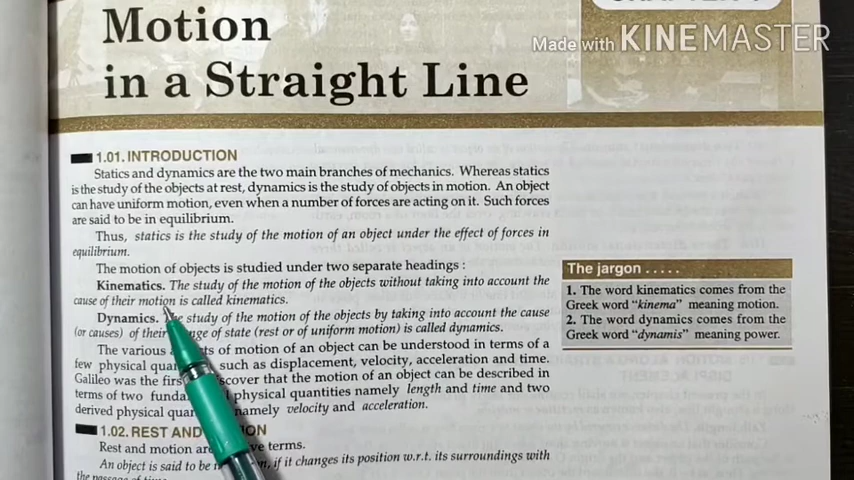 Motion
in a Straight Line
Made with KINEMASTER
1.01. INTRODUCTION
Statics and dynamics are the two main branches of mechanics. Whereas statics
is the study of the objects at rest, dynamics is the study of objects in motion. An object
can have uniform motion, even when a number of forces are acting on it. Such forces
are said to be in equilibrium.
Thus, statics is the study of the motion of an object under the effect of forces in
equilibrium.
The motion of objects is studied under two separate headings :
Kinematics. The study of the motion of the objects without taking into account the
cause of their motion is called kinematics.
Dynamics. The study of the motion of the objects by taking into account the cause
(or causes) of their change of state (rest or of uniform motion) is called dynamics.
The various of motion of an object can be understood in terms of a
few physical such as displacement, velocity, acceleration and time.
Galileo was the first discover that the motion of an object can be described in
terms of two physical quantities namely length and time and two
derived physical namely velocity and acceleration.
1.02. REST AND
Rest and motion are terms.
An object is said to be if it changes its position w.r.t. its surroundings with
the passage of time.
The jargon .....
1. The word kinematics comes from the
Greek word “kinema” meaning motion.
2. The word dynamics comes from the
Greek word “dynamis” meaning power.